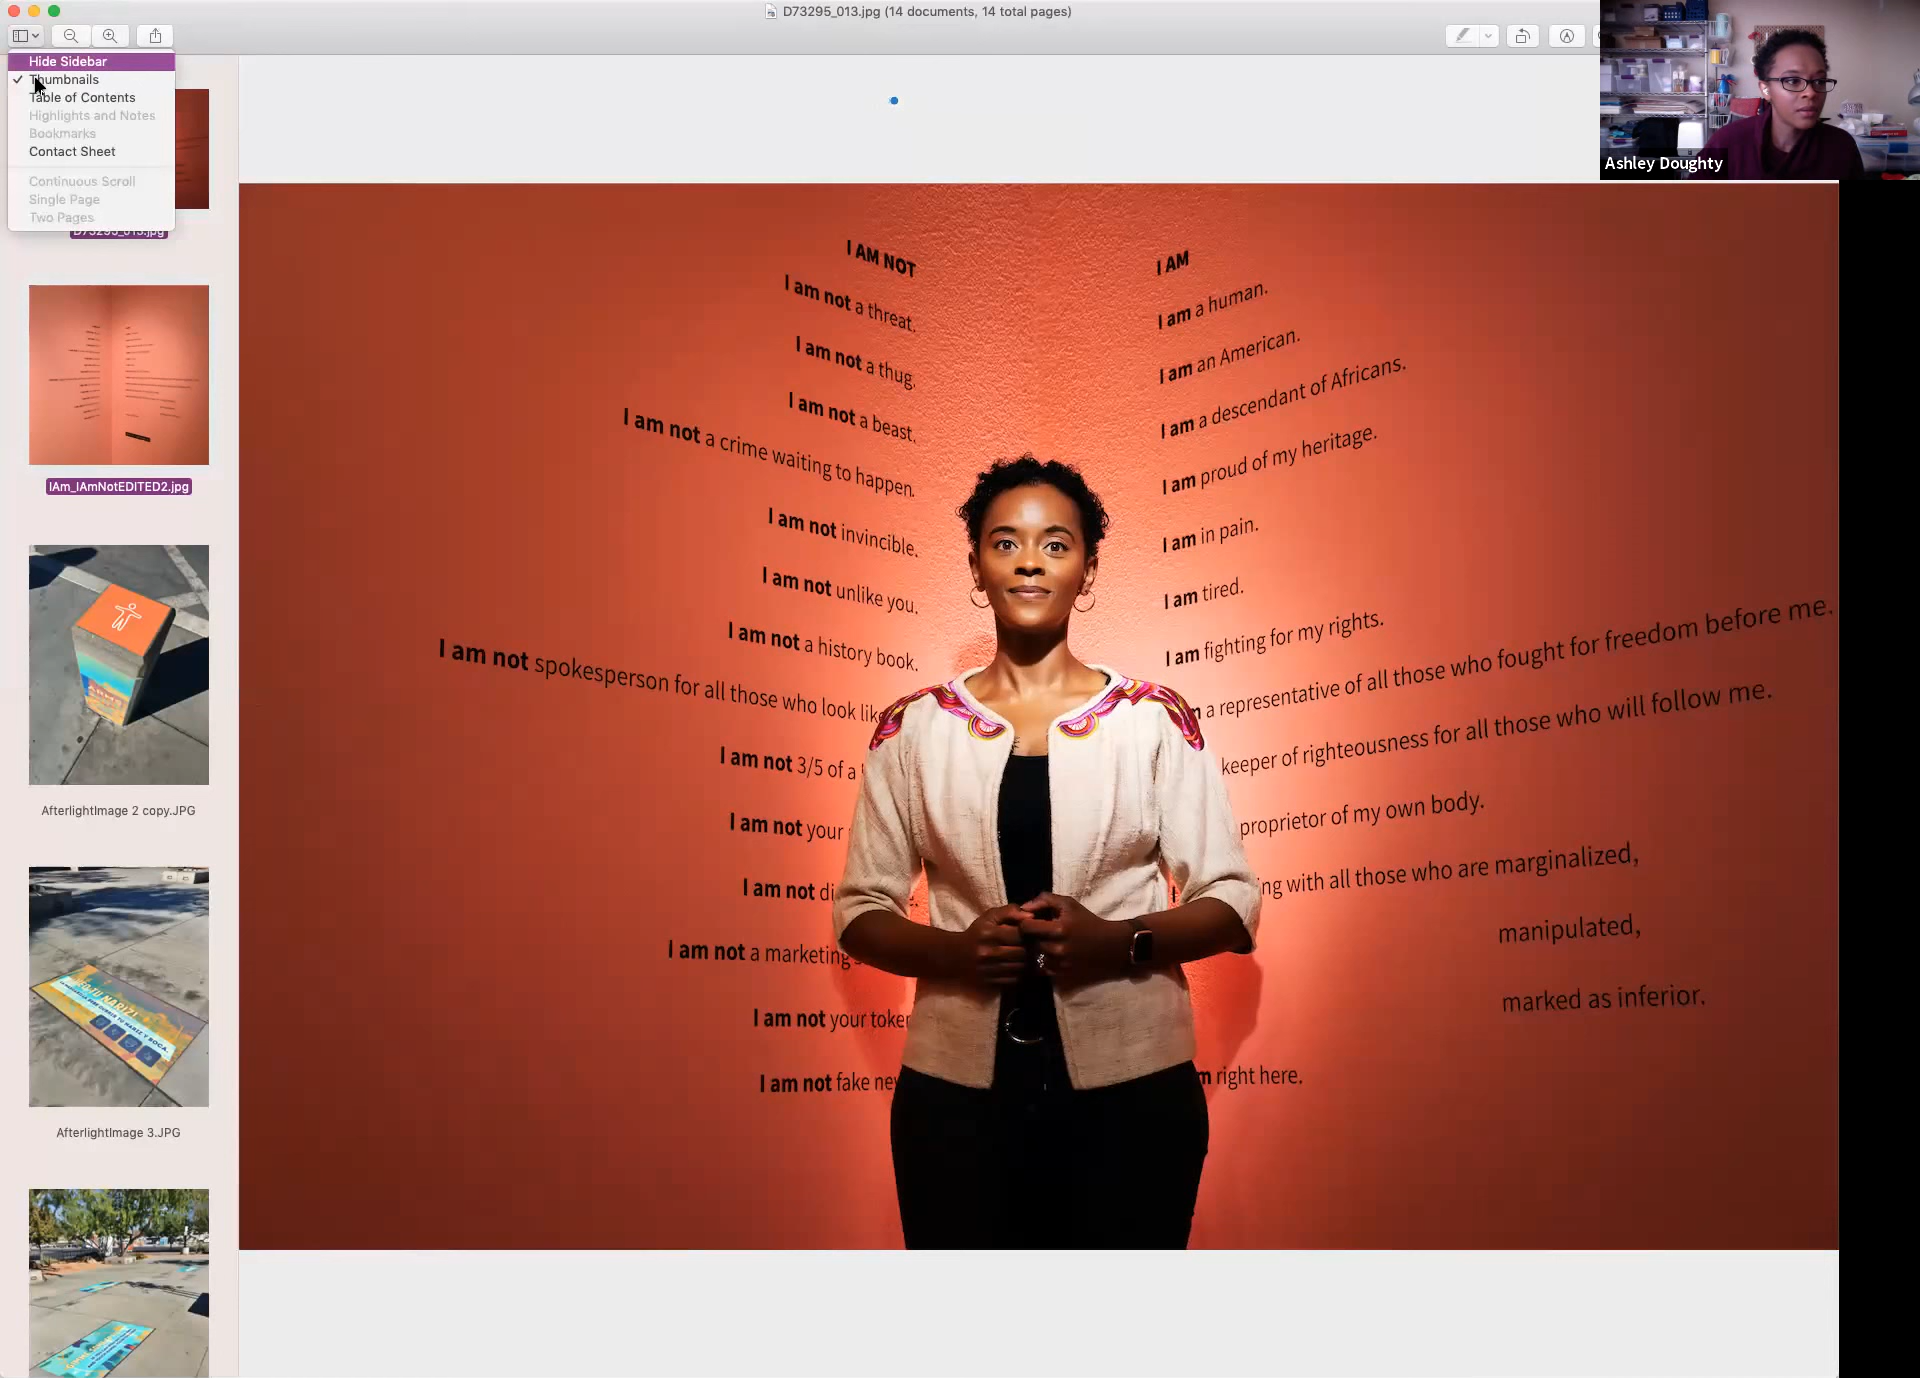 D73295_013.jpg (14 documents, 14 total pages)
Hide Sidebar
✓ Thumbnails
Table of Contents
Highlights and Notes
Bookmarks
Contact Sheet
Continuous Scroll
Single Page
Two Pages
D73295_013.jpg
IAm_IAmNotEDITED2.jpg
AfterlightImage 2 copy.JPG
AfterlightImage 3.JPG
Ashley Doughty
I AM NOT
I am not a threat.
I am not a thug.
I am not a beast.
I am not a crime waiting to happen.
I am not invincible.
I am not unlike you.
I am not a history book.
I am not spokesperson for all those who look like
I am not 3/5 of a
I am not your
I am not di
I am not a marketing
I am not your token
I am not fake new
I AM
I am a human.
I am an American.
I am a descendant of Africans.
I am proud of my heritage.
I am in pain.
I am tired.
I am fighting for my rights.
m a representative of all those who fought for freedom before me.
keeper of righteousness for all those who will follow me.
proprietor of my own body.
I ing with all those who are marginalized,
manipulated,
marked as inferior.
m right here.